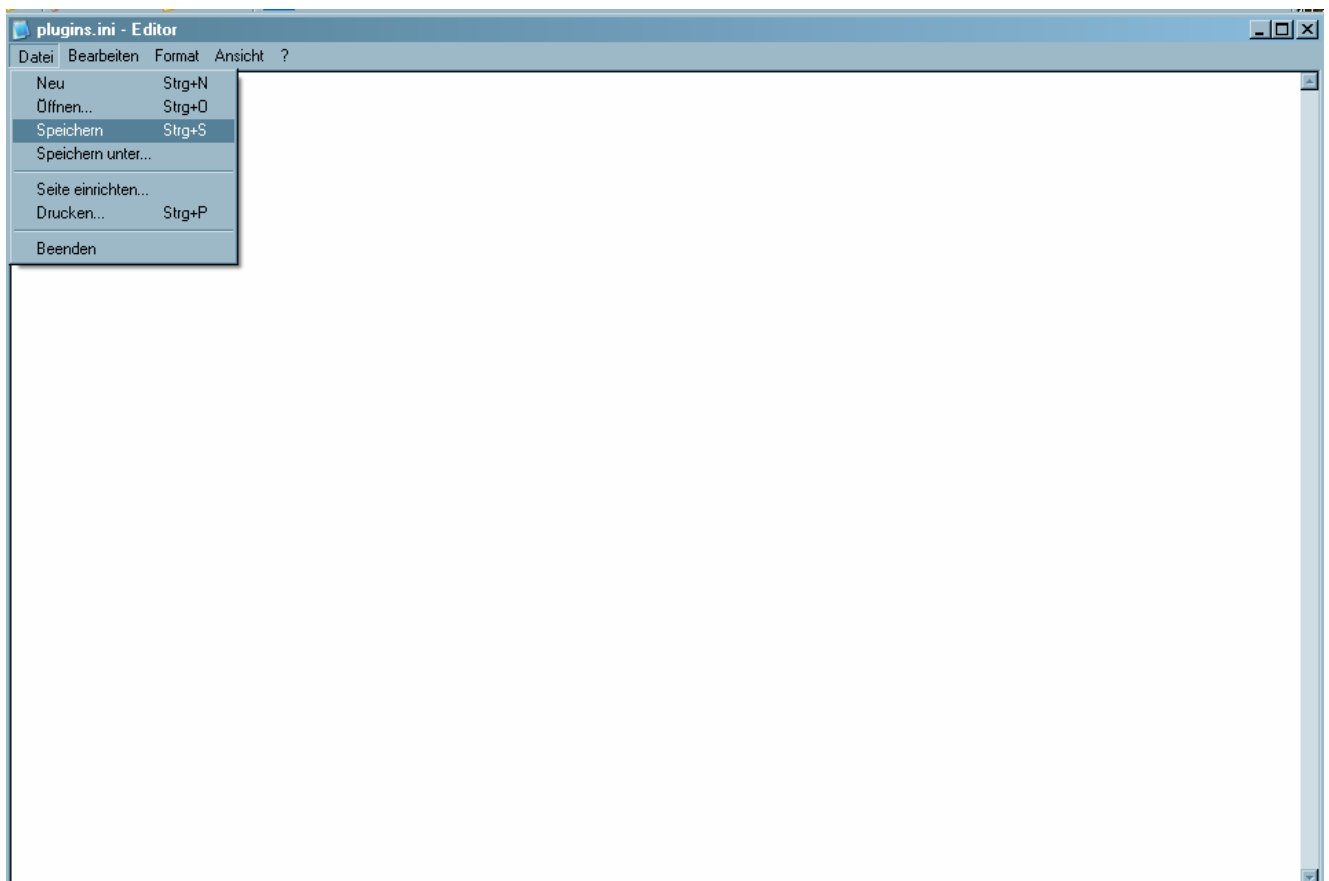 plugins.ini - Editor
Datei Bearbeiten Format Ansicht ?
Neu Strg+N
Öffnen... Strg+O
Speichern Strg+S
Speichern unter...
Seite einrichten...
Drucken... Strg+P
Beenden